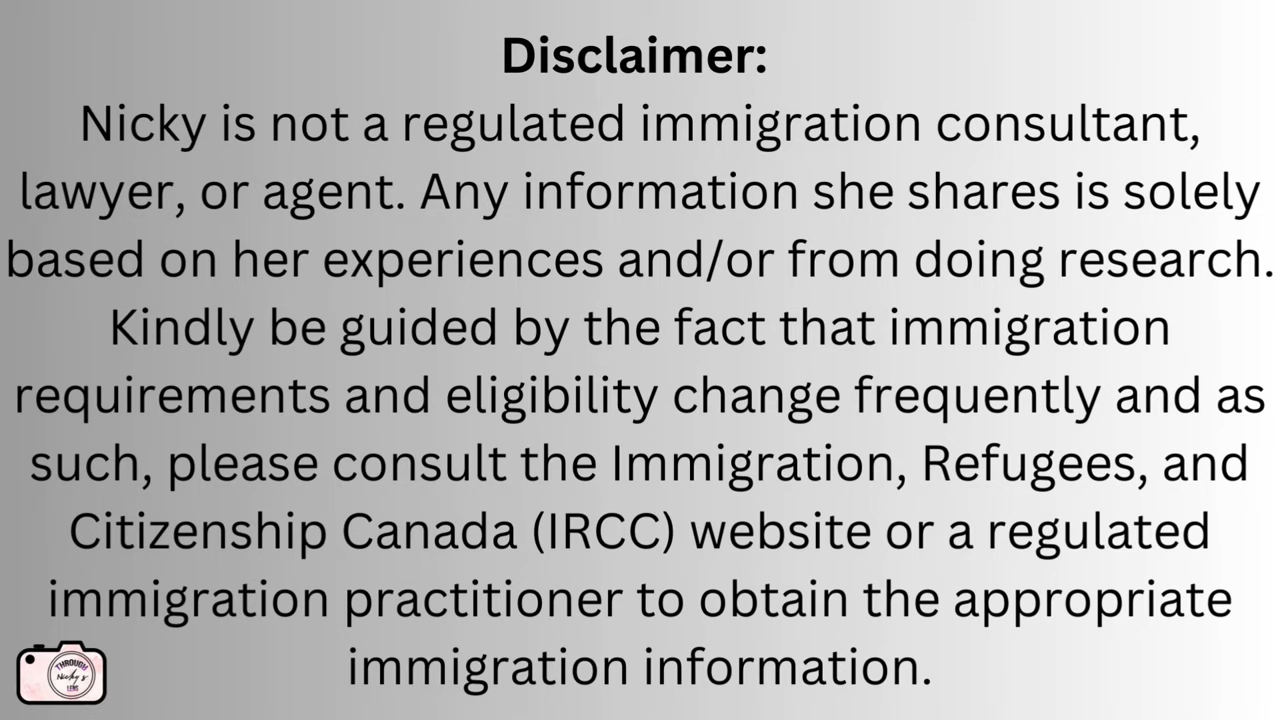 Disclaimer:
Nicky is not a regulated immigration consultant,
lawyer, or agent. Any information she shares is solely
based on her experiences and/or from doing research.
Kindly be guided by the fact that immigration
requirements and eligibility change frequently and as
such, please consult the Immigration, Refugees, and
Citizenship Canada (IRCC) website or a regulated
immigration practitioner to obtain the appropriate
immigration information.
THROUGH
Nicky's
LENS